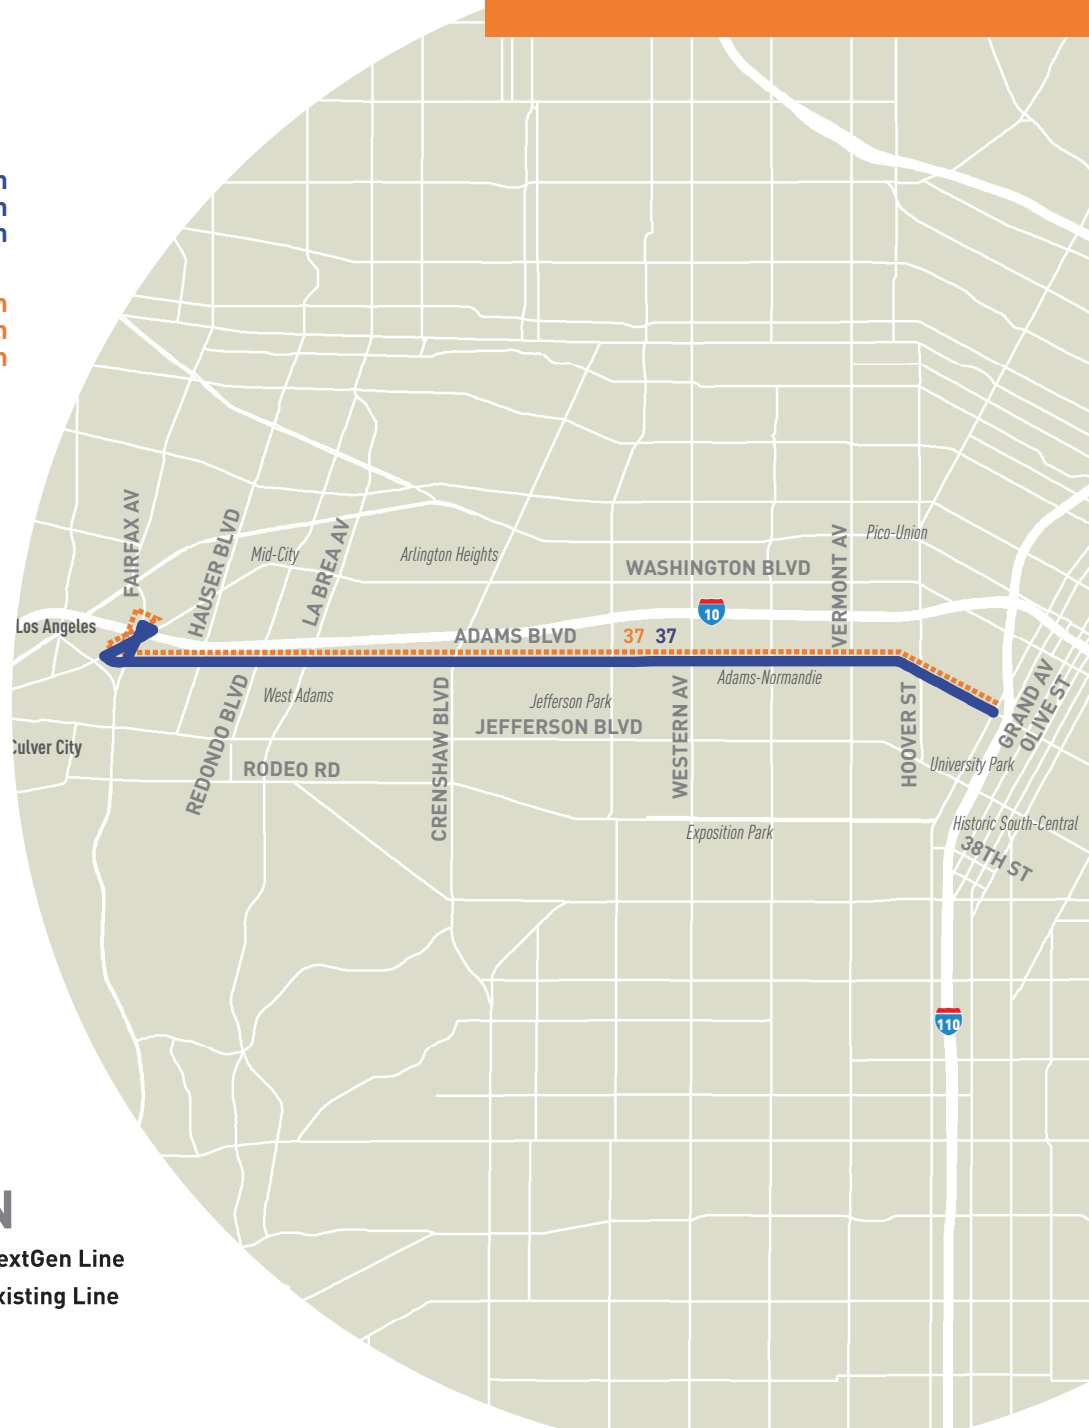 FAIRFAX AV
HAUSER BLVD
Mid-City
LA BREA AV
Arlington Heights
WASHINGTON BLVD
VERMONT AV
Pico-Union
10
Los Angeles
ADAMS BLVD 37 37
West Adams
REDONDO BLVD
CRENSHAW BLVD
Jefferson Park
JEFFERSON BLVD
WESTERN AV
Adams-Normandie
HOOVER ST
GRAND AV
OLIVE ST
Culver City
RODEO RD
University Park
Exposition Park
Historic South-Central
38TH ST
110
N
extGen Line
xisting Line